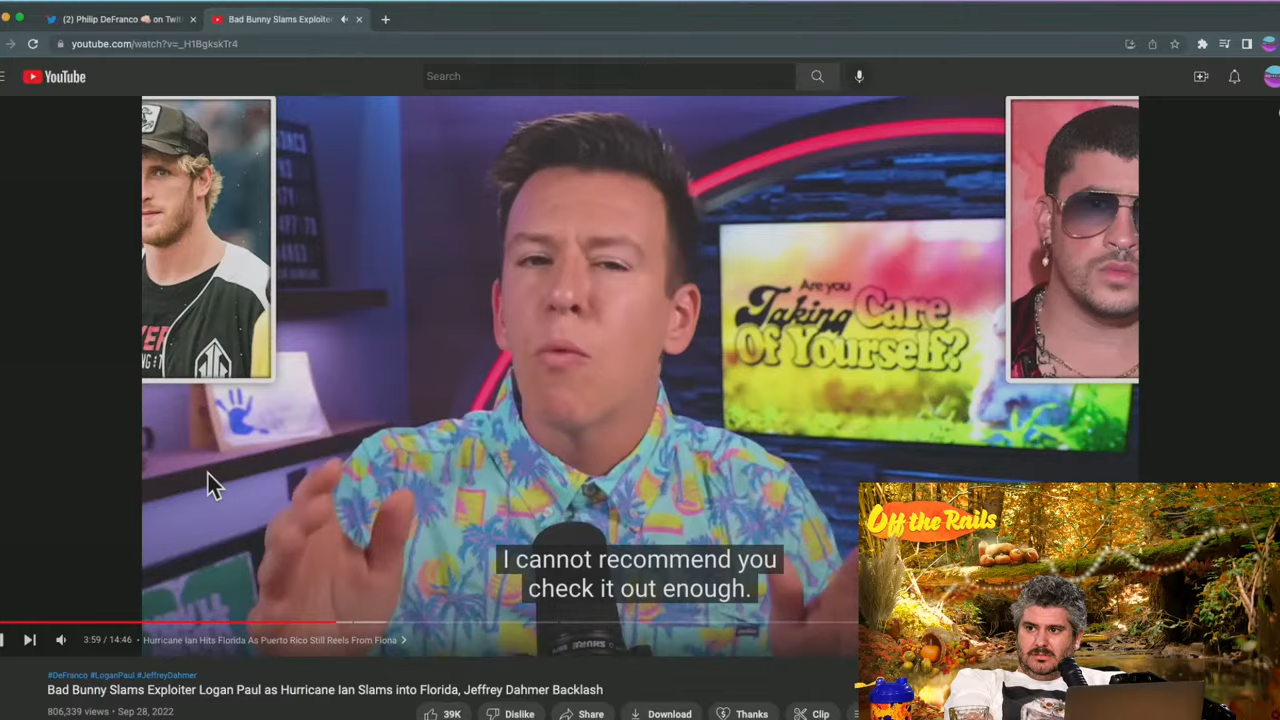 (2) Philip DeFranco 🧠 on Twit
Bad Bunny Slams Exploiter
youtube.com/watch?v=_H1BgkskTr4
YouTube
Search
Are you
Taking Care
Of Yourself?
Off the Rails
I cannot recommend you
check it out enough.
3:59 / 14:46 • Hurricane Ian Hits Florida As Puerto Rico Still Reels From Fiona
#DeFranco #LoganPaul #JeffreyDahmer
Bad Bunny Slams Exploiter Logan Paul as Hurricane Ian Slams into Florida, Jeffrey Dahmer Backlash
806,339 views • Sep 28, 2022
39K Dislike Share Download Thanks Clip